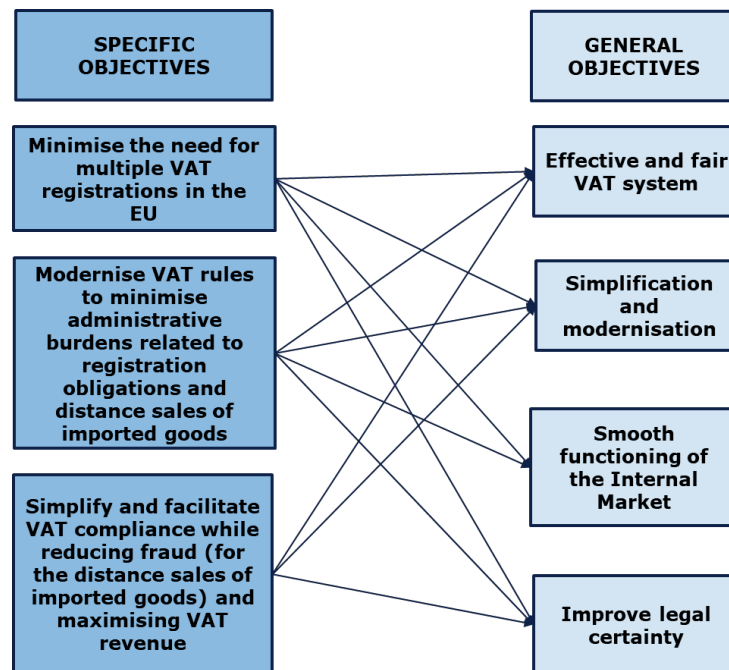 SPECIFIC
OBJECTIVES
Minimise the need for
multiple VAT
registrations in the
EU
Modernise VAT rules
to minimise
administrative
burdens related to
registration
obligations and
distance sales of
imported goods
Simplify and facilitate
VAT compliance while
reducing fraud (for
the distance sales of
imported goods) and
maximising VAT
revenue
GENERAL
OBJECTIVES
Effective and fair
VAT system
Simplification
and
modernisation
Smooth
functioning of
the Internal
Market
Improve legal
certainty